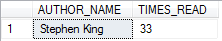 AUTHOR_NAME TIMES_READ
1 Stephen King 33